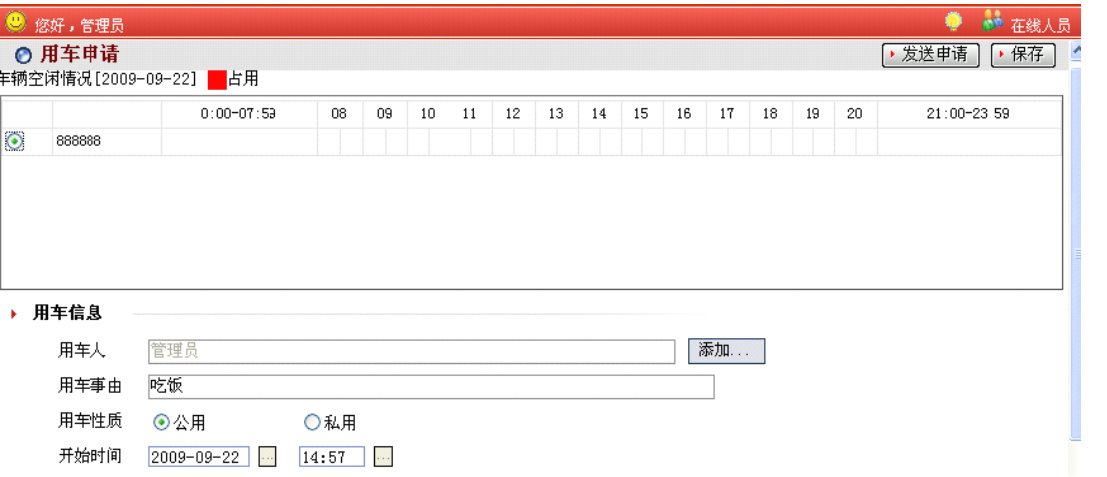 您好，管理员 在线人员
用车申请 发送申请 保存
车辆空闲情况[2009-09-22] 占用
0:00-07:59 08 09 10 11 12 13 14 15 16 17 18 19 20 21:00-23 59
888888
用车信息
用车人 管理员 添加...
用车事由 吃饭
用车性质 公用 私用
开始时间 2009-09-22 ... 14:57 ...